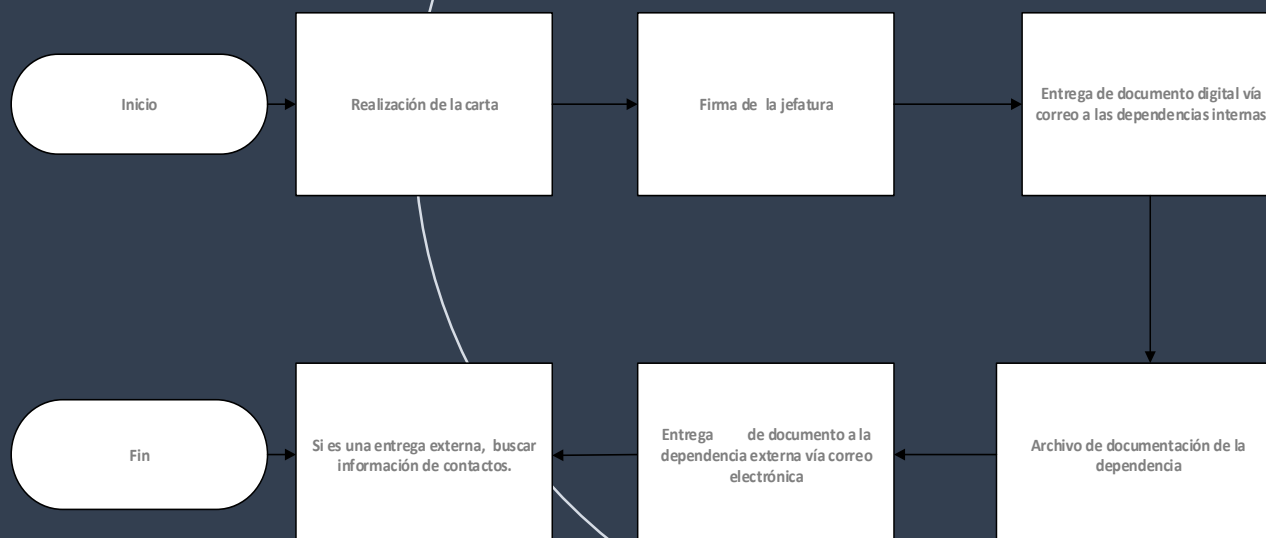 Inicio
Realización de la carta
Firma de la jefatura
Entrega de documento digital vía
correo a las dependencias internas
Fin
Si es una entrega externa, buscar
información de contactos.
Entrega de documento a la
dependencia externa vía correo
electrónica
Archivo de documentación de la
dependencia